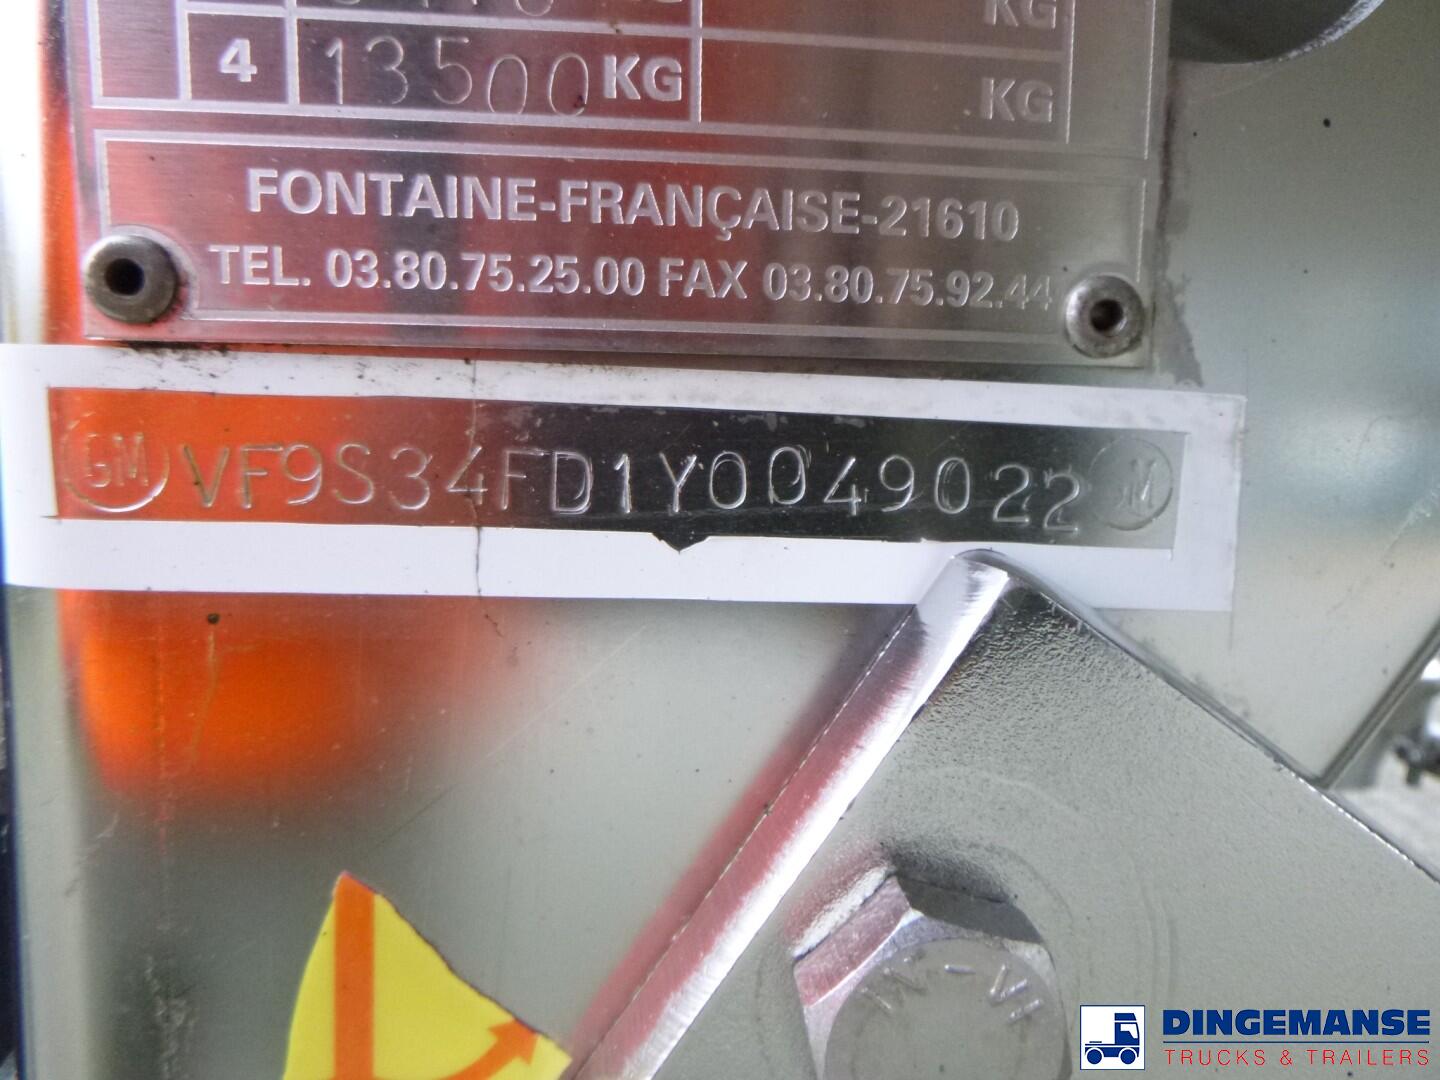 KG
4 13500 KG
KG
FONTAINE-FRANÇAISE-21610
TEL. 03.80.75.25.00 FAX 03.80.75.92.44
GM VF9S34FD1Y0049022 GM
DINGEMANSE
TRUCKS & TRAILERS